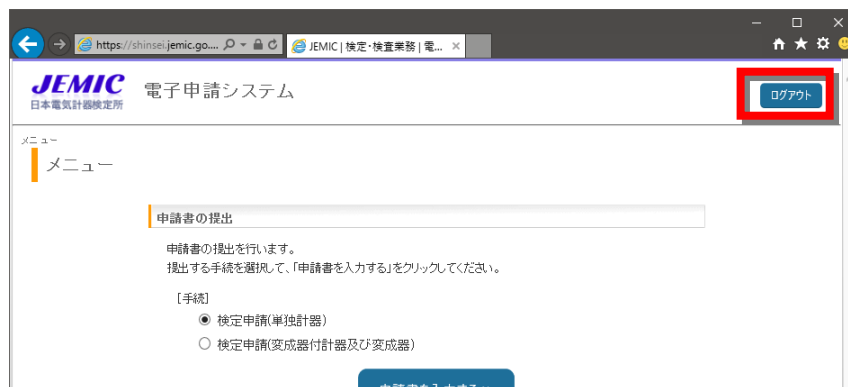 https://shinsei.jemic.go....
JEMIC | 検定・検査業務 | 電...
JEMIC
日本電気計器検定所
電子申請システム
ログアウト
メニュー
メニュー
申請書の提出
申請書の提出を行います。
提出する手続を選択して、「申請書を入力する」をクリックしてください。
[手続]
検定申請(単独計器)
検定申請(変成器付計器及び変成器)